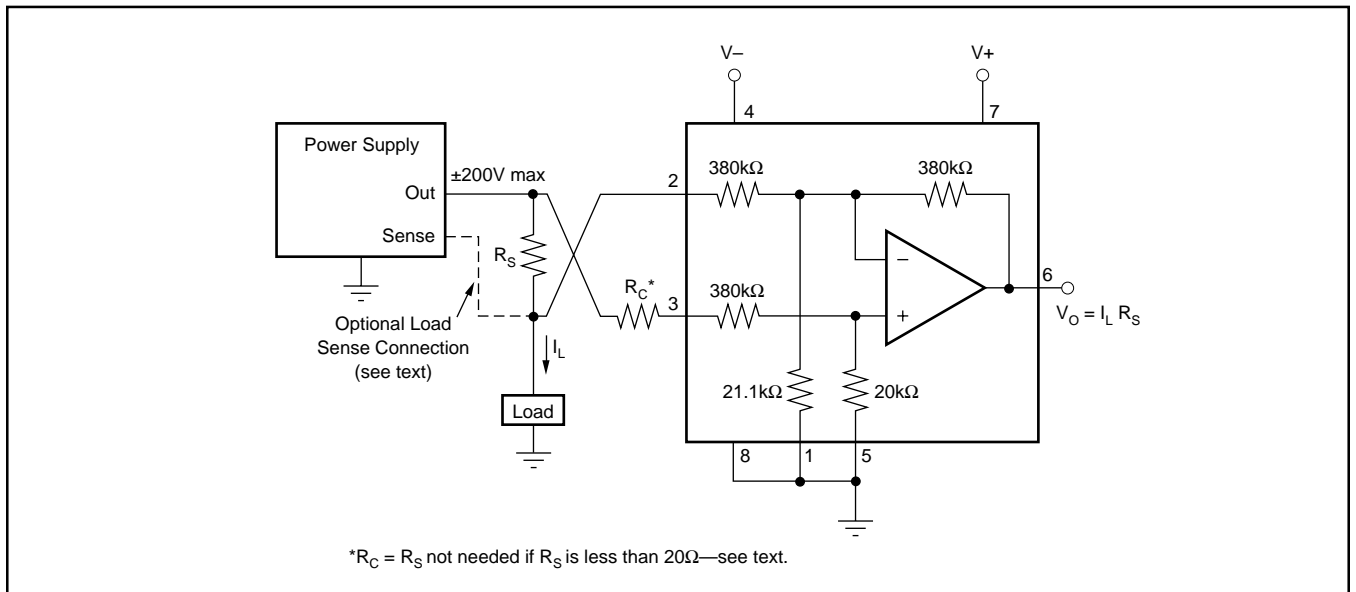 V–
V+
4
7
Power Supply
±200V max
Out
Sense
2
380kΩ
380kΩ
R_S
R_C*
3
380kΩ
–
+
6
V_O = I_L R_S
Optional Load
Sense Connection
(see text)
I_L
Load
21.1kΩ
20kΩ
8
1
5
*R_C = R_S not needed if R_S is less than 20Ω—see text.